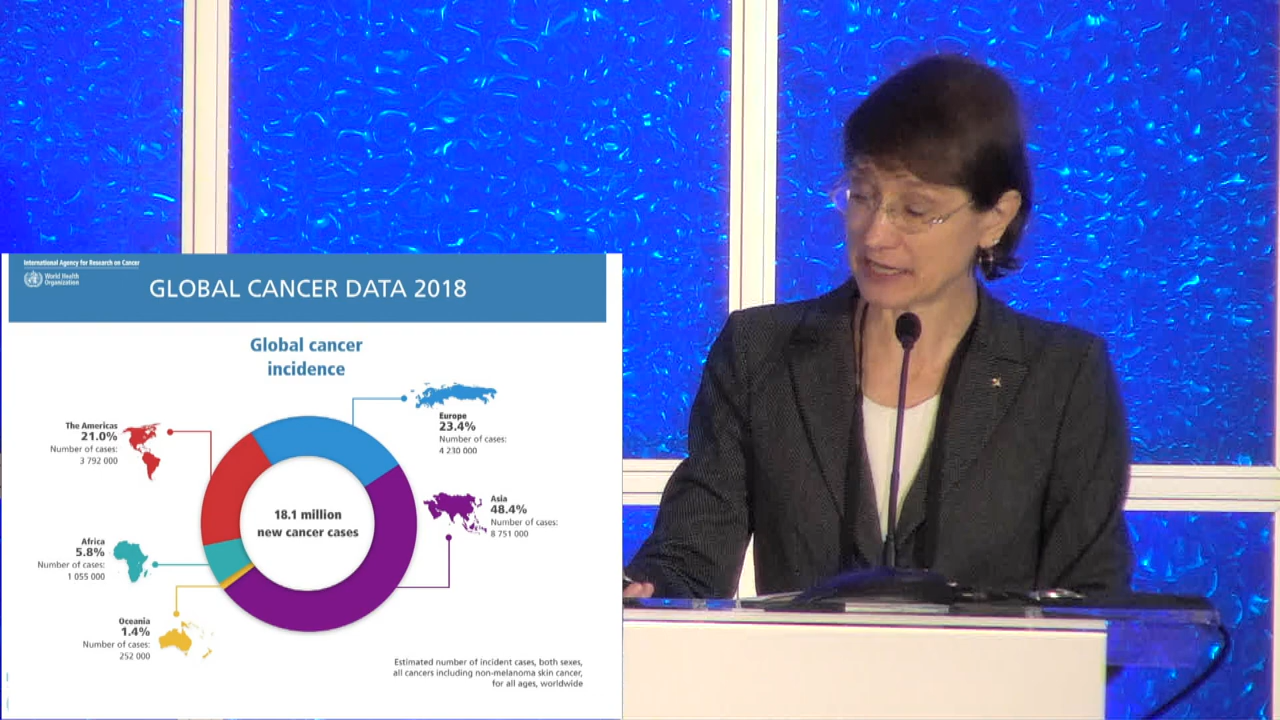 International Agency for Research on Cancer
World Health
Organization
GLOBAL CANCER DATA 2018
Global cancer
incidence
The Americas
21.0%
Number of cases:
3 792 000
Europe
23.4%
Number of cases:
4 230 000
18.1 million
new cancer cases
Asia
48.4%
Number of cases:
8 751 000
Africa
5.8%
Number of cases:
1 055 000
Oceania
1.4%
Number of cases:
252 000
Estimated number of incident cases, both sexes,
all cancers including non-melanoma skin cancer,
for all ages, worldwide